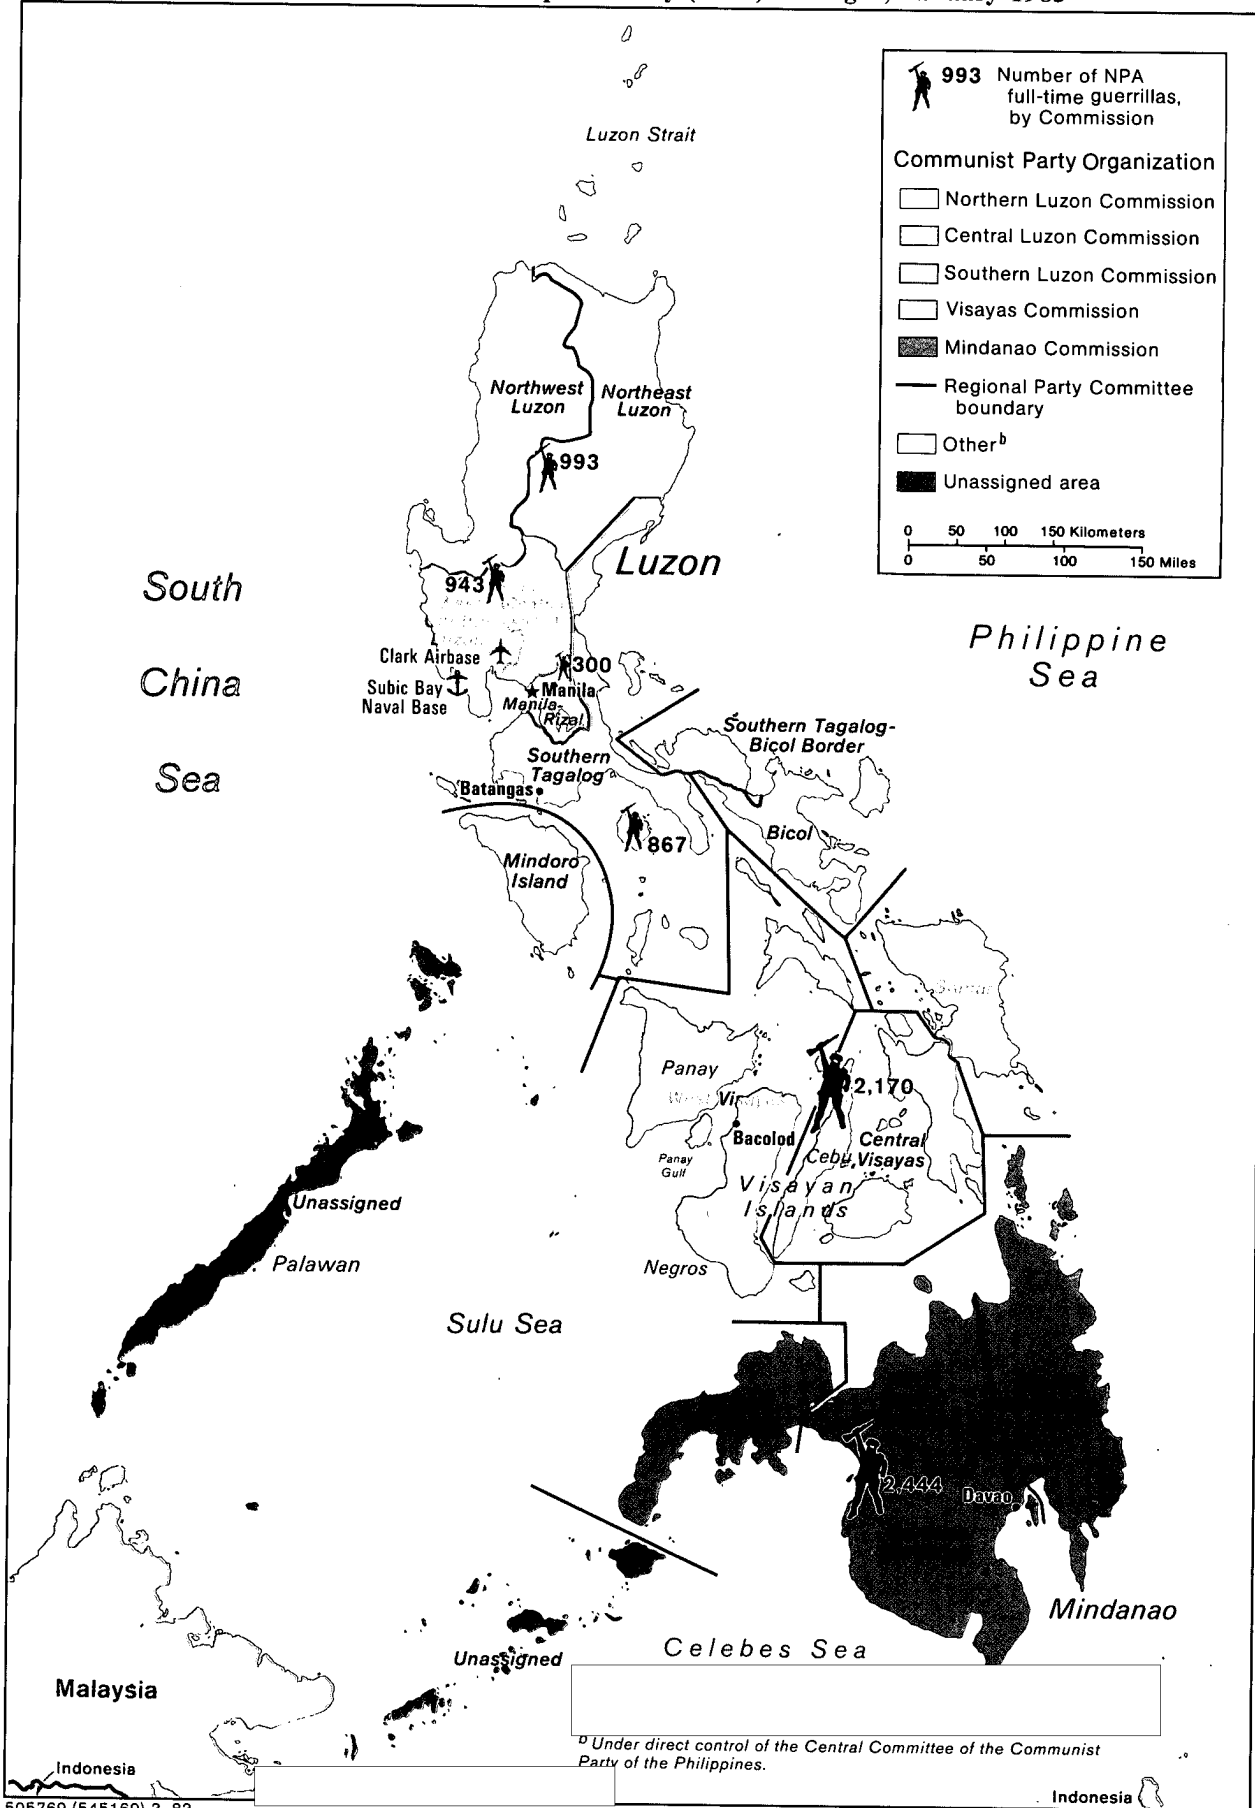 993 Number of NPA
full-time guerrillas,
by Commission
Communist Party Organization
Northern Luzon Commission
Central Luzon Commission
Southern Luzon Commission
Visayas Commission
Mindanao Commission
Regional Party Committee
boundary
Other b
Unassigned area
0 50 100 150 Kilometers
0 50 100 150 Miles
Luzon Strait
Northwest
Luzon
Northeast
Luzon
993
Luzon
South
China
Sea
943
Philippine
Sea
Clark Airbase
300
Subic Bay
Naval Base
Manila
Manila-
Rizal
Southern Tagalog-
Bicol Border
Southern
Tagalog
Batangas
Bicol
867
Mindoro
Island
Samar
Panay
2,170
West Visayas
Bacolod
Central
Visayas
Cebu
Panay
Gulf
Visayan
Islands
Unassigned
Palawan
Negros
Sulu Sea
2,444
Davao
Mindanao
Celebes Sea
Unassigned
Malaysia
b Under direct control of the Central Committee of the Communist
Party of the Philippines.
Indonesia
Indonesia